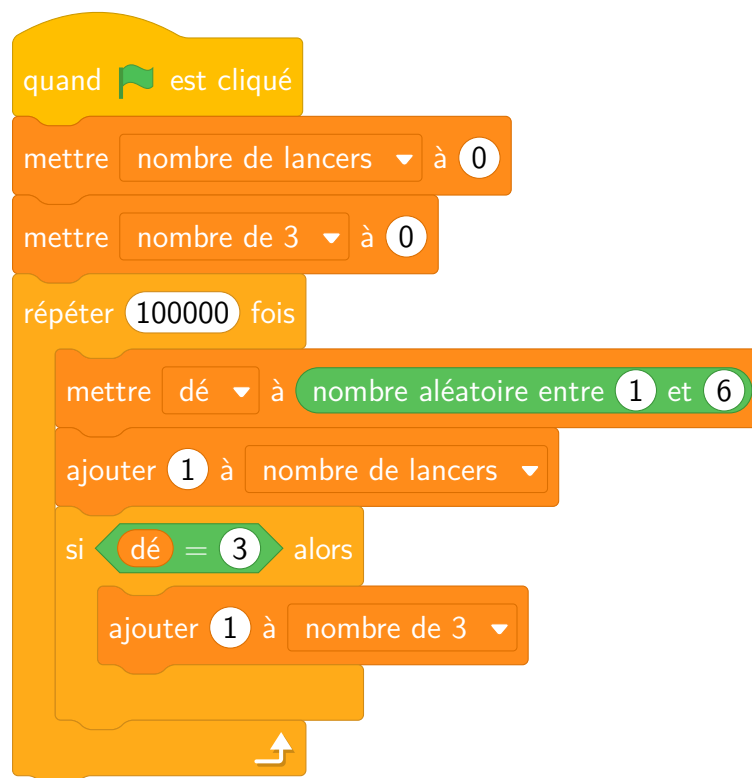 quand est cliqué
mettre nombre de lancers à 0
mettre nombre de 3 à 0
répéter 100000 fois
mettre dé à nombre aléatoire entre 1 et 6
ajouter 1 à nombre de lancers
si dé = 3 alors
ajouter 1 à nombre de 3